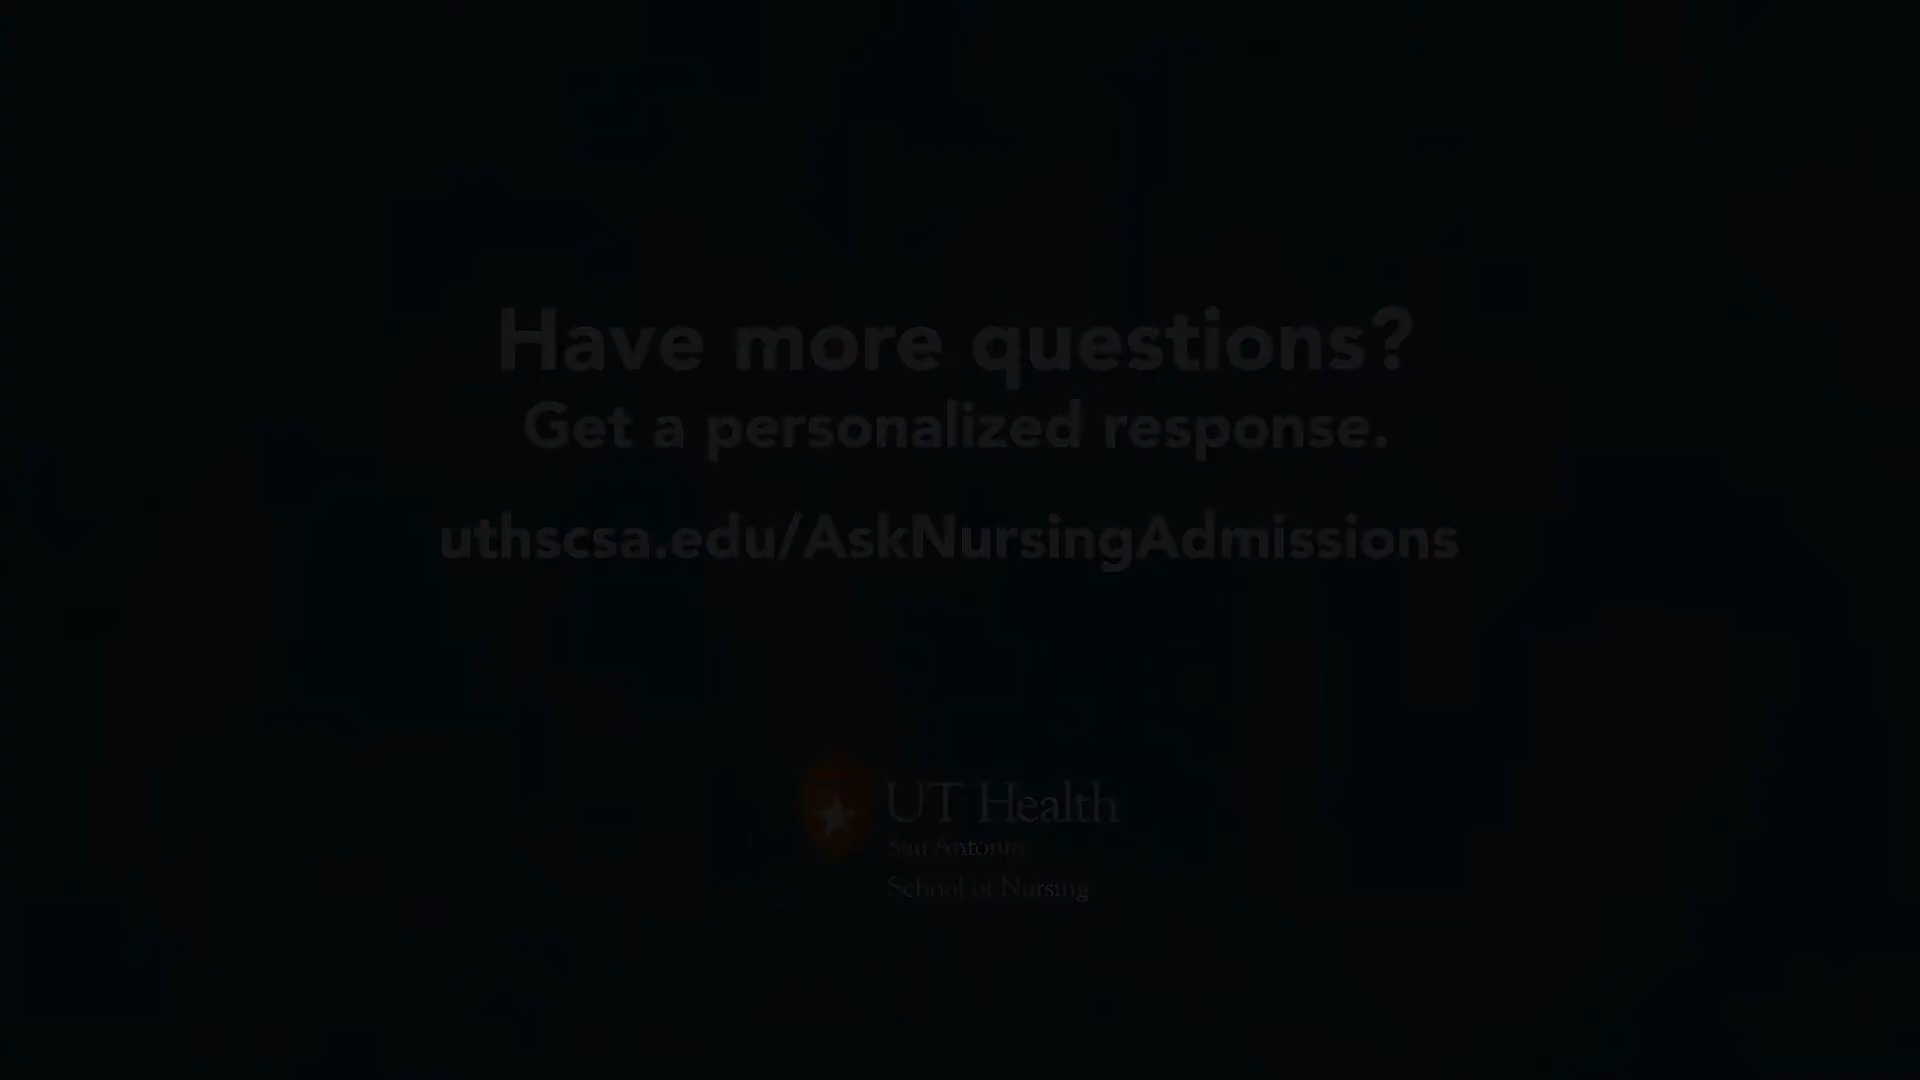 Have more questions?
Get a personalized response.
uthscsa.edu/AskNursingAdmissions
UT Health
San Antonio
School of Nursing